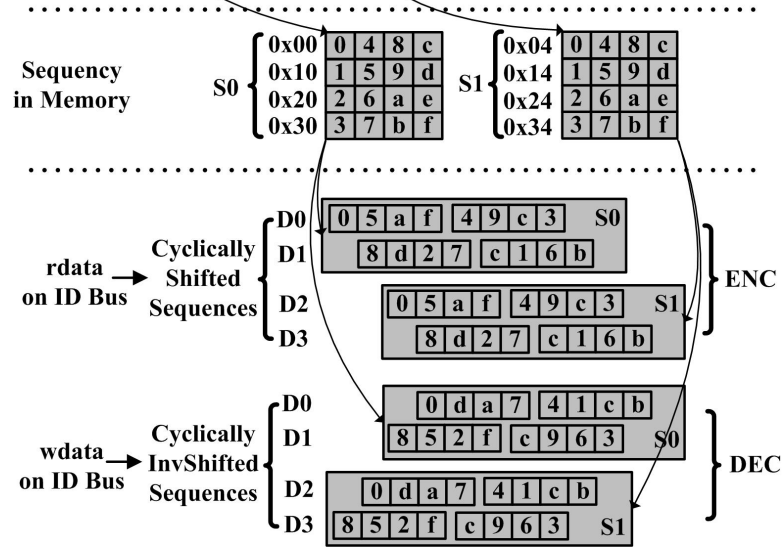 Sequency in Memory
S0
0x00 0 4 8 c
0x10 1 5 9 d
0x20 2 6 a e
0x30 3 7 b f
S1
0x04 0 4 8 c
0x14 1 5 9 d
0x24 2 6 a e
0x34 3 7 b f
rdata on ID Bus
Cyclically Shifted Sequences
D0 0 5 a f 4 9 c 3 S0
D1 8 d 2 7 c 1 6 b
D2 0 5 a f 4 9 c 3 S1
D3 8 d 2 7 c 1 6 b
ENC
wdata on ID Bus
Cyclically InvShifted Sequences
D0 0 d a 7 4 1 c b
D1 8 5 2 f c 9 6 3 S0
D2 0 d a 7 4 1 c b
D3 8 5 2 f c 9 6 3 S1
DEC